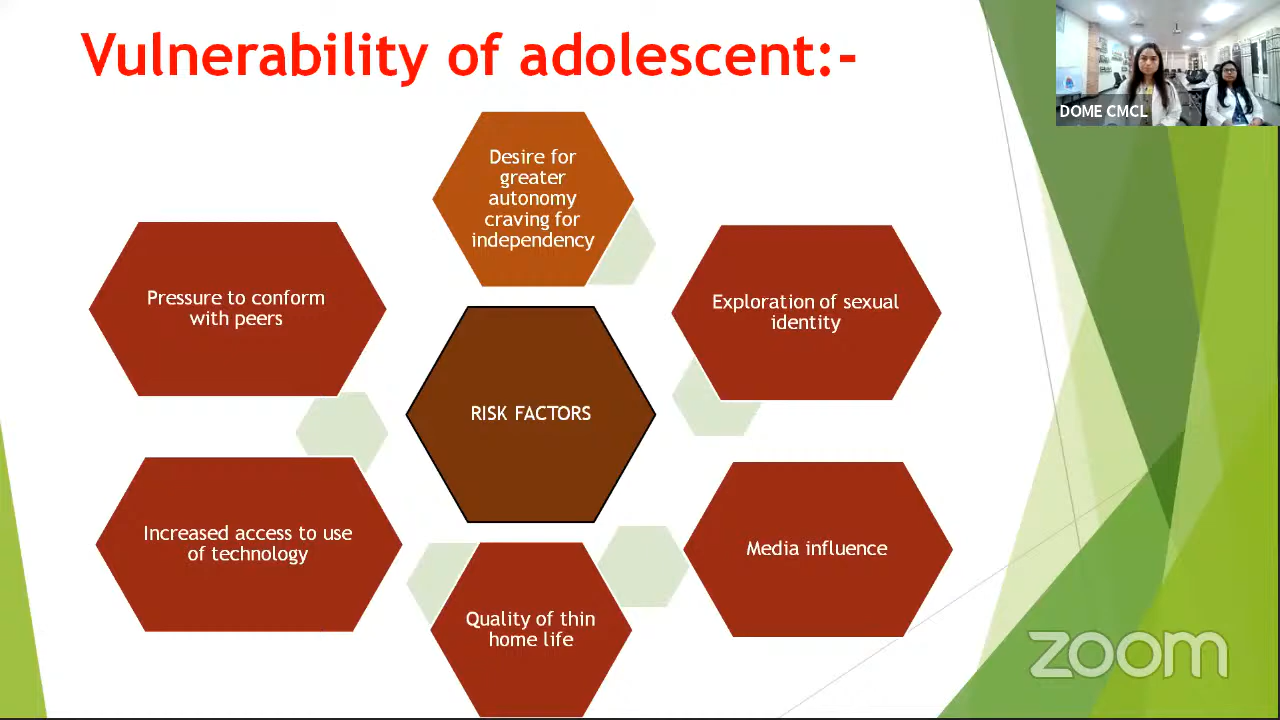 Vulnerability of adolescent:-
DOME CMCL
Desire for
greater
autonomy
craving for
independency
Pressure to conform
with peers
Exploration of sexual
identity
RISK FACTORS
Increased access to use
of technology
Media influence
Quality of thin
home life
zoom